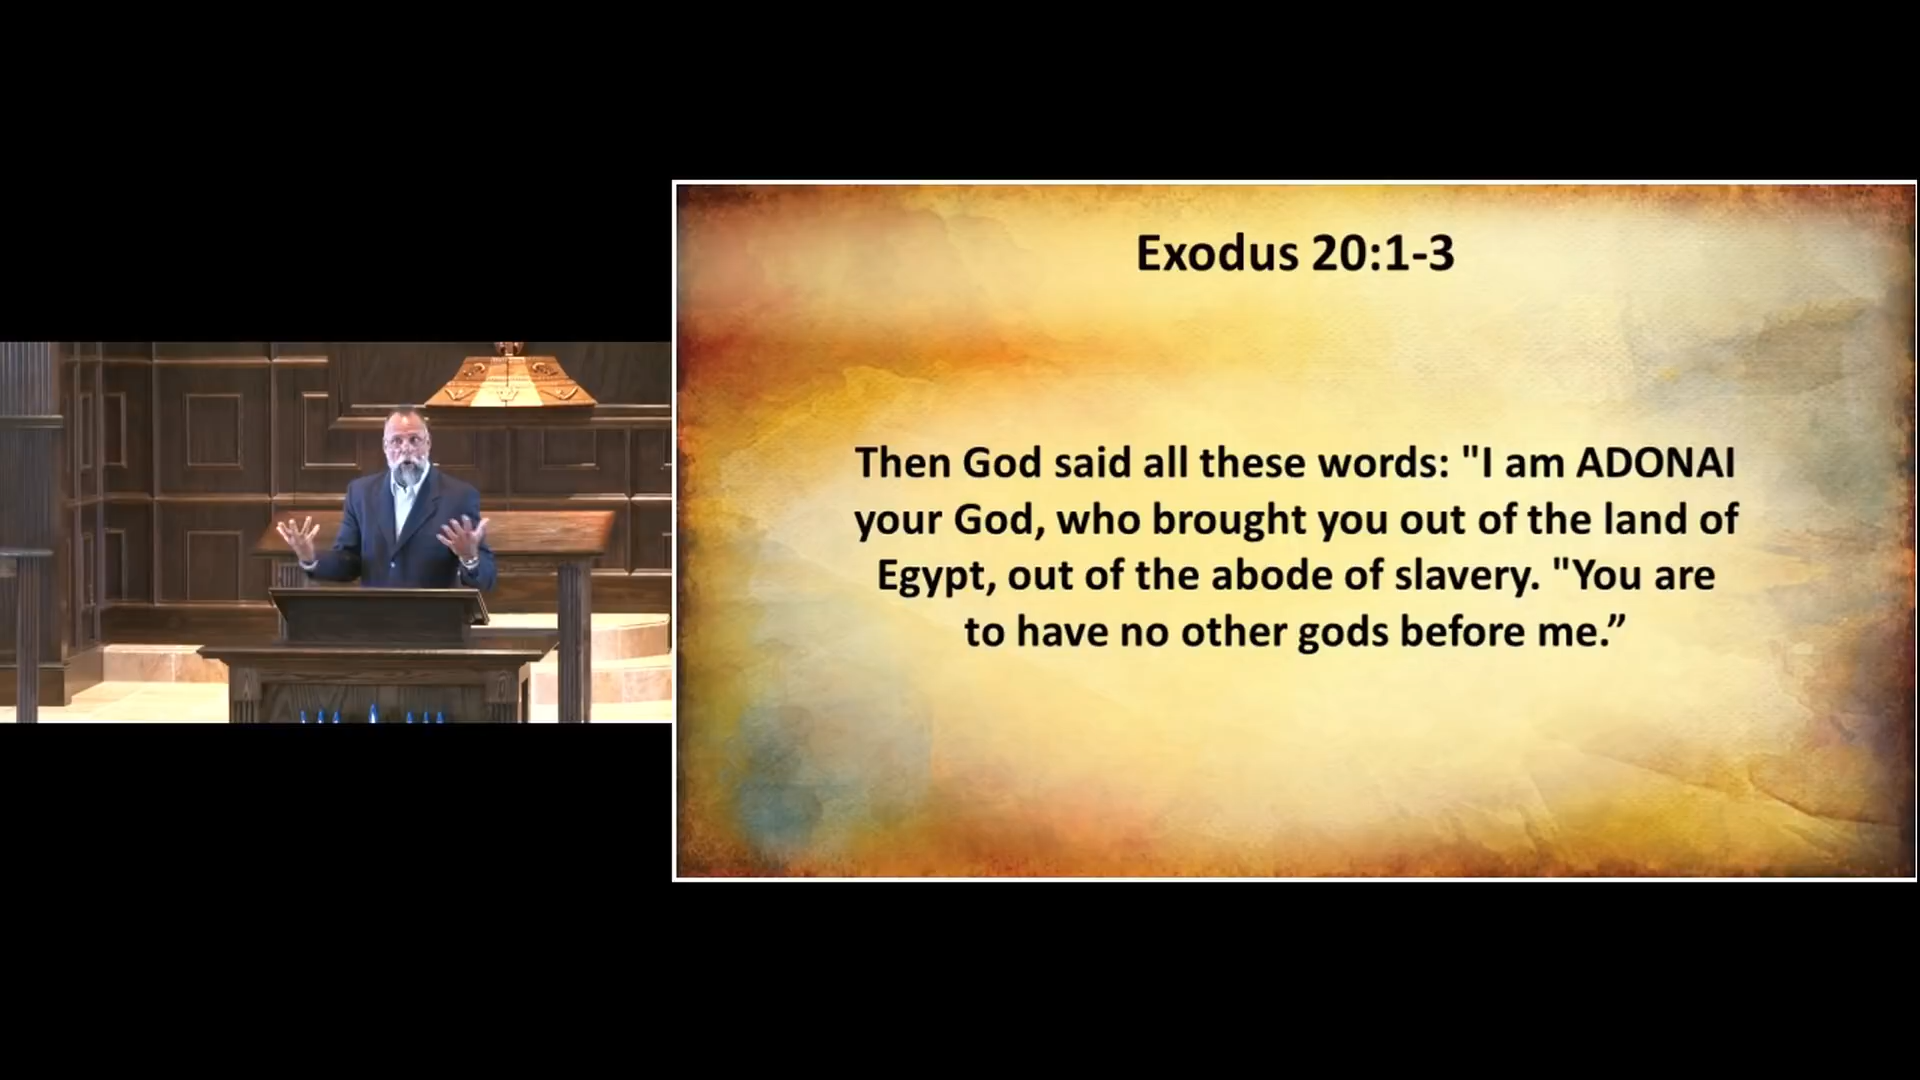 Exodus 20:1-3
Then God said all these words: "I am ADONAI
your God, who brought you out of the land of
Egypt, out of the abode of slavery. "You are
to have no other gods before me.”